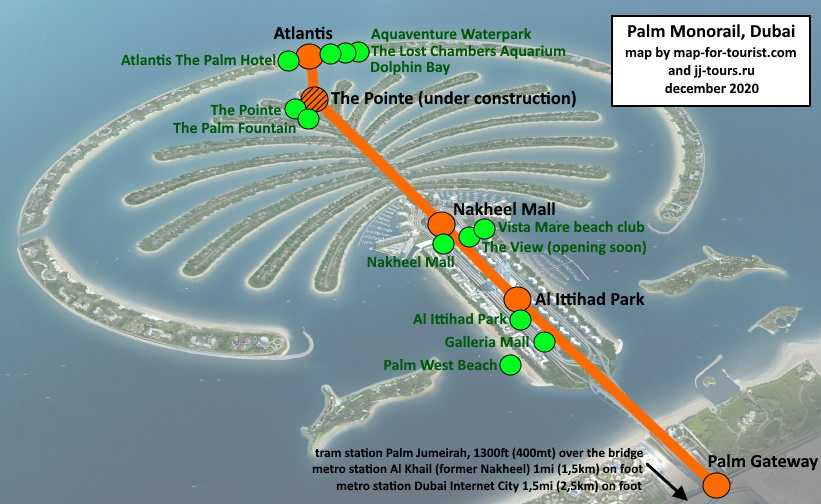 Palm Monorail, Dubai
map by map-for-tourist.com
and jj-tours.ru
december 2020
Atlantis
Aquaventure Waterpark
The Lost Chambers Aquarium
Dolphin Bay
Atlantis The Palm Hotel
The Pointe (under construction)
The Pointe
The Palm Fountain
Nakheel Mall
Vista Mare beach club
The View (opening soon)
Nakheel Mall
Al Ittihad Park
Al Ittihad Park
Galleria Mall
Palm West Beach
tram station Palm Jumeirah, 1300ft (400mt) over the bridge
metro station Al Khail (former Nakheel) 1mi (1,5km) on foot
metro station Dubai Internet City 1,5mi (2,5km) on foot
Palm Gateway